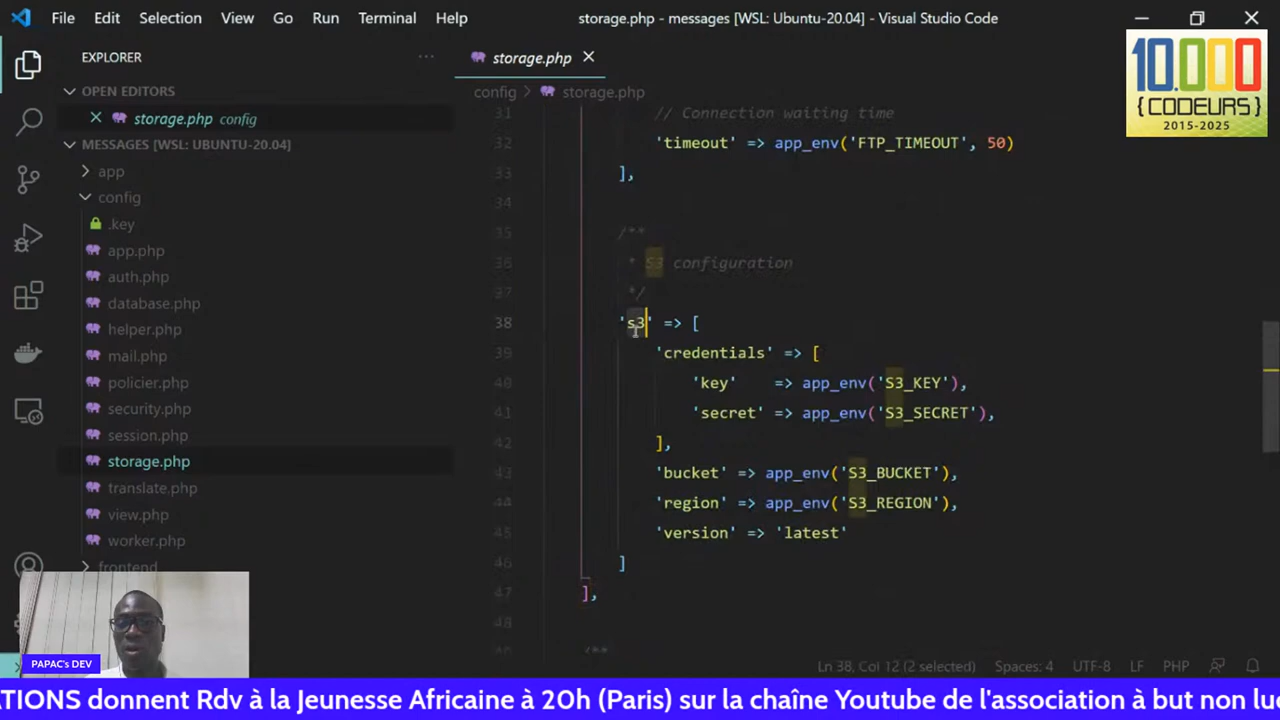 File Edit Selection View Go Run Terminal Help
storage.php - messages [WSL: Ubuntu-20.04] - Visual Studio Code
10.000
{CODEURS}
2015-2025
EXPLORER
OPEN EDITORS
storage.php config
MESSAGES [WSL: UBUNTU-20.04]
app
config
.key
app.php
auth.php
database.php
helper.php
mail.php
policier.php
security.php
session.php
storage.php
translate.php
view.php
worker.php
frontend
storage.php
config > storage.php
31 // Connection waiting time
32 'timeout' => app_env('FTP_TIMEOUT', 50)
33 ],
34
35 /**
36 * S3 configuration
37 */
38 's3' => [
39 'credentials' => [
40 'key' => app_env('S3_KEY'),
41 'secret' => app_env('S3_SECRET'),
42 ],
43 'bucket' => app_env('S3_BUCKET'),
44 'region' => app_env('S3_REGION'),
45 'version' => 'latest'
46 ]
47 ],
48
/**
PAPAC's DEV
Ln 38, Col 12 (2 selected) Spaces: 4 UTF-8 LF PHP
ATIONS donnent Rdv à la Jeunesse Africaine à 20h (Paris) sur la chaîne Youtube de l'association à but non luc